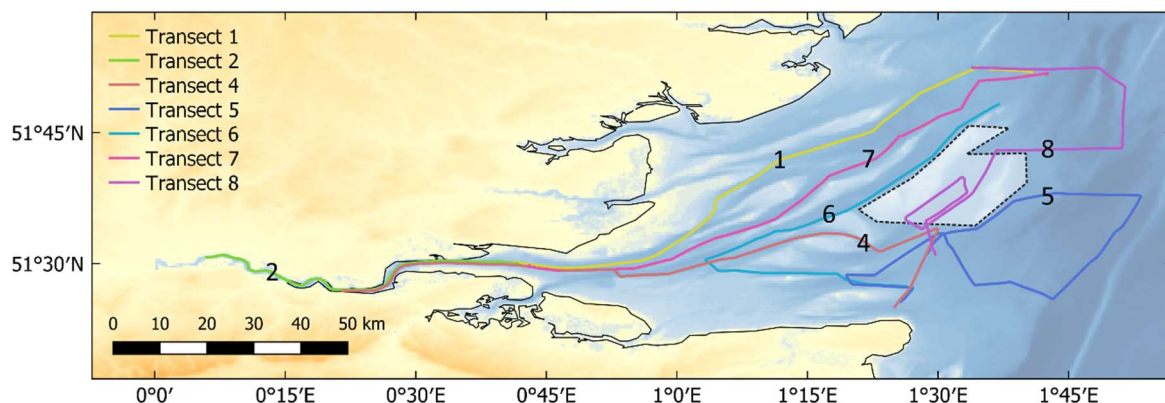 Transect 1
Transect 2
Transect 4
Transect 5
Transect 6
Transect 7
Transect 8
51°45′N
51°30′N
1
7
8
5
6
4
2
0 10 20 30 40 50 km
0°0′ 0°15′E 0°30′E 0°45′E 1°0′E 1°15′E 1°30′E 1°45′E